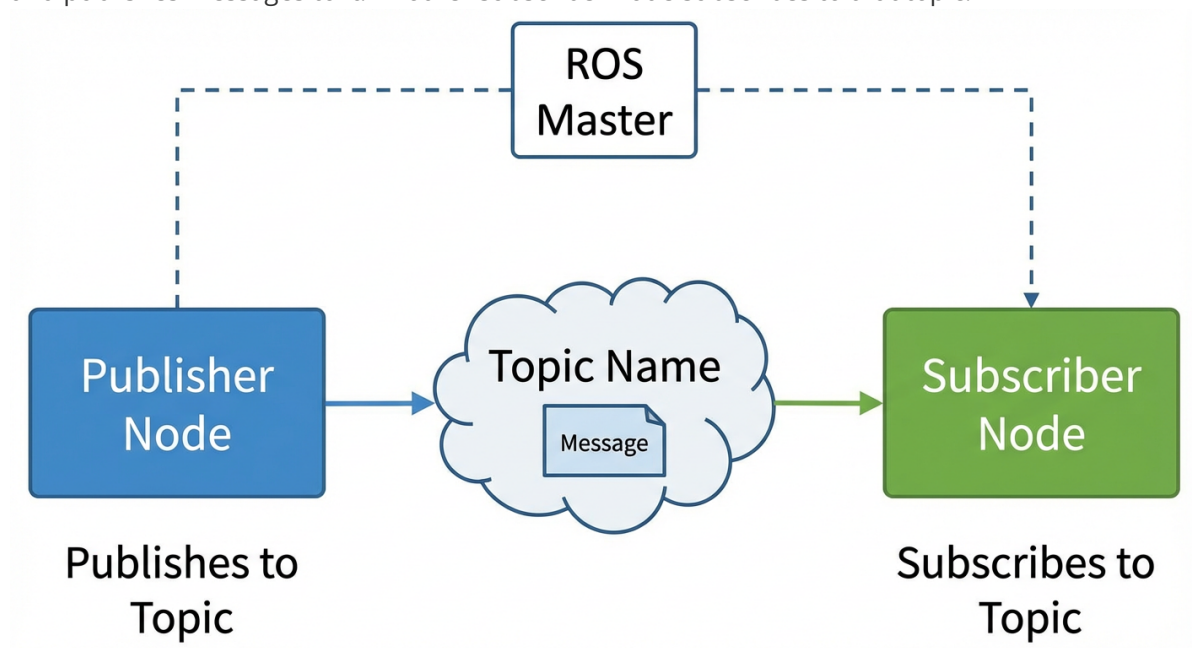 ROS
Master
Publisher
Node
Topic Name
Message
Subscriber
Node
Publishes to
Topic
Subscribes to
Topic